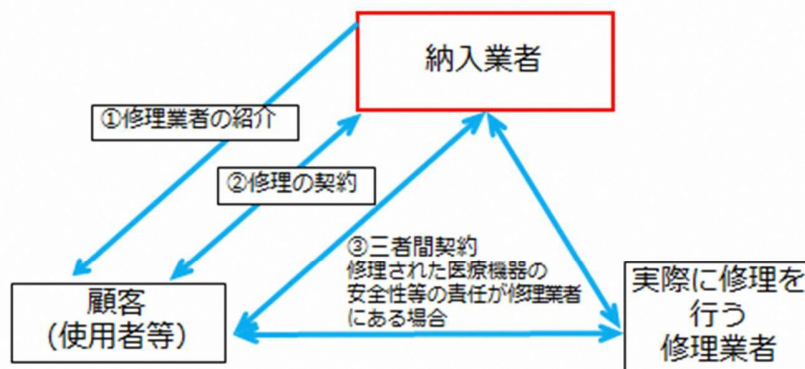 納入業者
①修理業者の紹介
②修理の契約
③三者間契約
修理された医療機器の
安全性等の責任が修理業者
にある場合
顧客
(使用者等)
実際に修理を
行う
修理業者